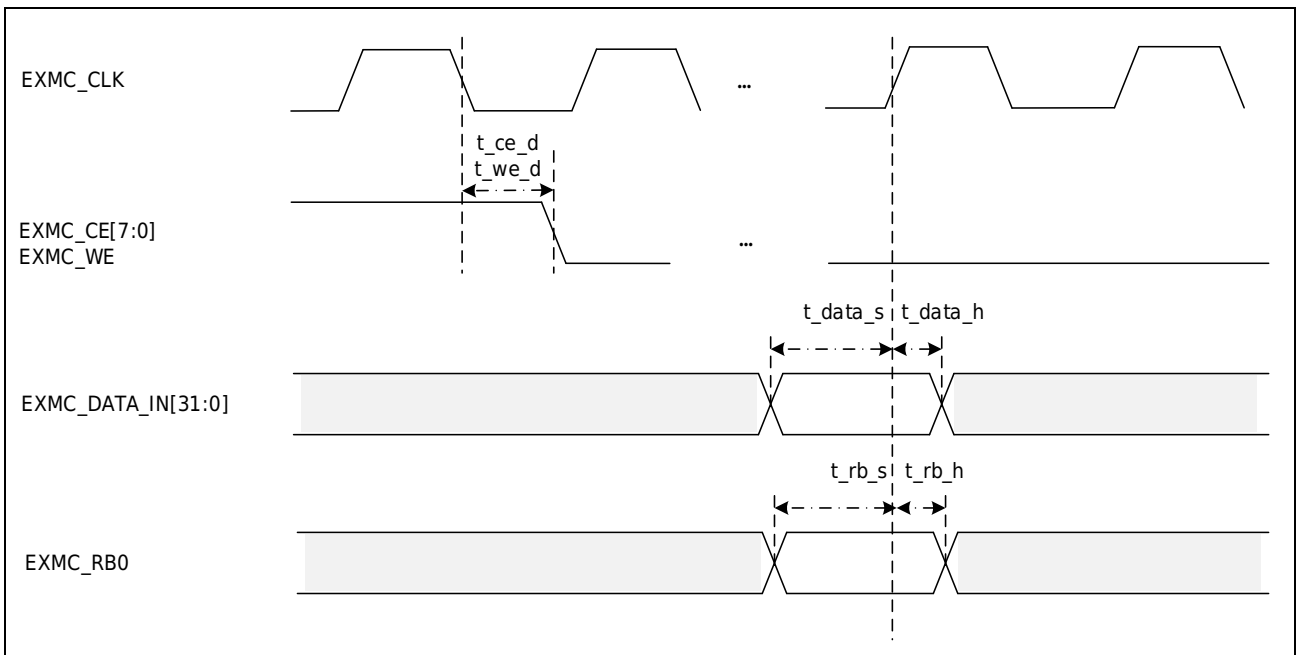 EXMC_CLK
...
t_ce_d
t_we_d
EXMC_CE[7:0]
EXMC_WE
...
t_data_s t_data_h
EXMC_DATA_IN[31:0]
t_rb_s t_rb_h
EXMC_RB0